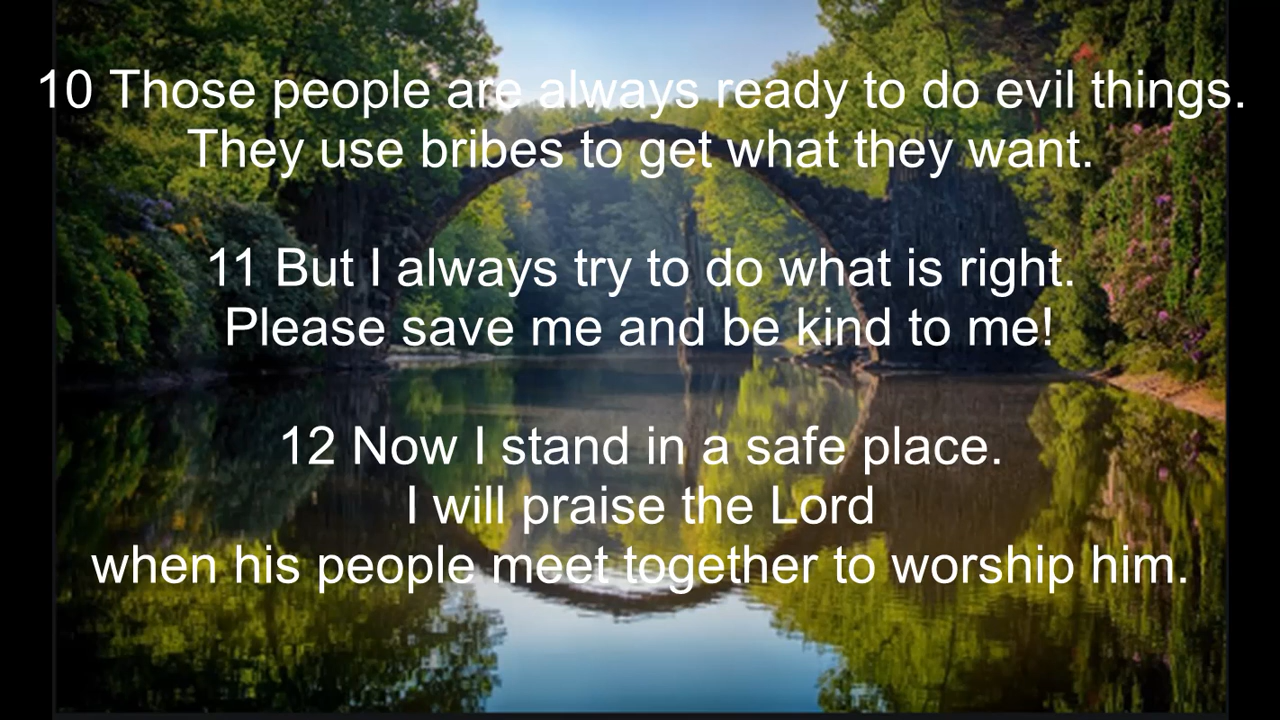 10 Those people are always ready to do evil things.
They use bribes to get what they want.
11 But I always try to do what is right.
Please save me and be kind to me!
12 Now I stand in a safe place.
I will praise the Lord
when his people meet together to worship him.